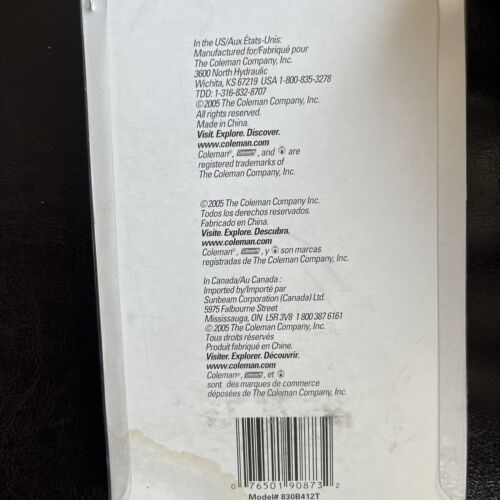 In the US/Aux États-Unis:
Manufactured for/Fabriqué pour
The Coleman Company, Inc.
3600 North Hydraulic
Wichita, KS 67219 USA 1-800-835-3278
TDD: 1-316-832-8707
©2005 The Coleman Company, Inc.
All rights reserved.
Made in China.
Visit. Explore. Discover.
www.coleman.com
Coleman®, Coleman®, and are
registered trademarks of
The Coleman Company, Inc.
©2005 The Coleman Company Inc.
Todos los derechos reservados.
Fabricado en China.
Visite. Explore. Descubra.
www.coleman.com
Coleman®, Coleman®, y son marcas
registradas de The Coleman Company, Inc.
In Canada/Au Canada :
Imported by/Importé par
Sunbeam Corporation (Canada) Ltd.
5975 Falbourne Street
Mississauga, ON L5R 3V8 1 800 387 6161
© 2005 The Coleman Company, Inc.
Tous droits réservés
Produit fabriqué en Chine.
Visiter. Explorer. Découvrir.
www.coleman.com
Coleman®, Coleman®, et
sont des marques de commerce
déposées de The Coleman Company, Inc.
0 76501 90873 2
Model# 830B412T